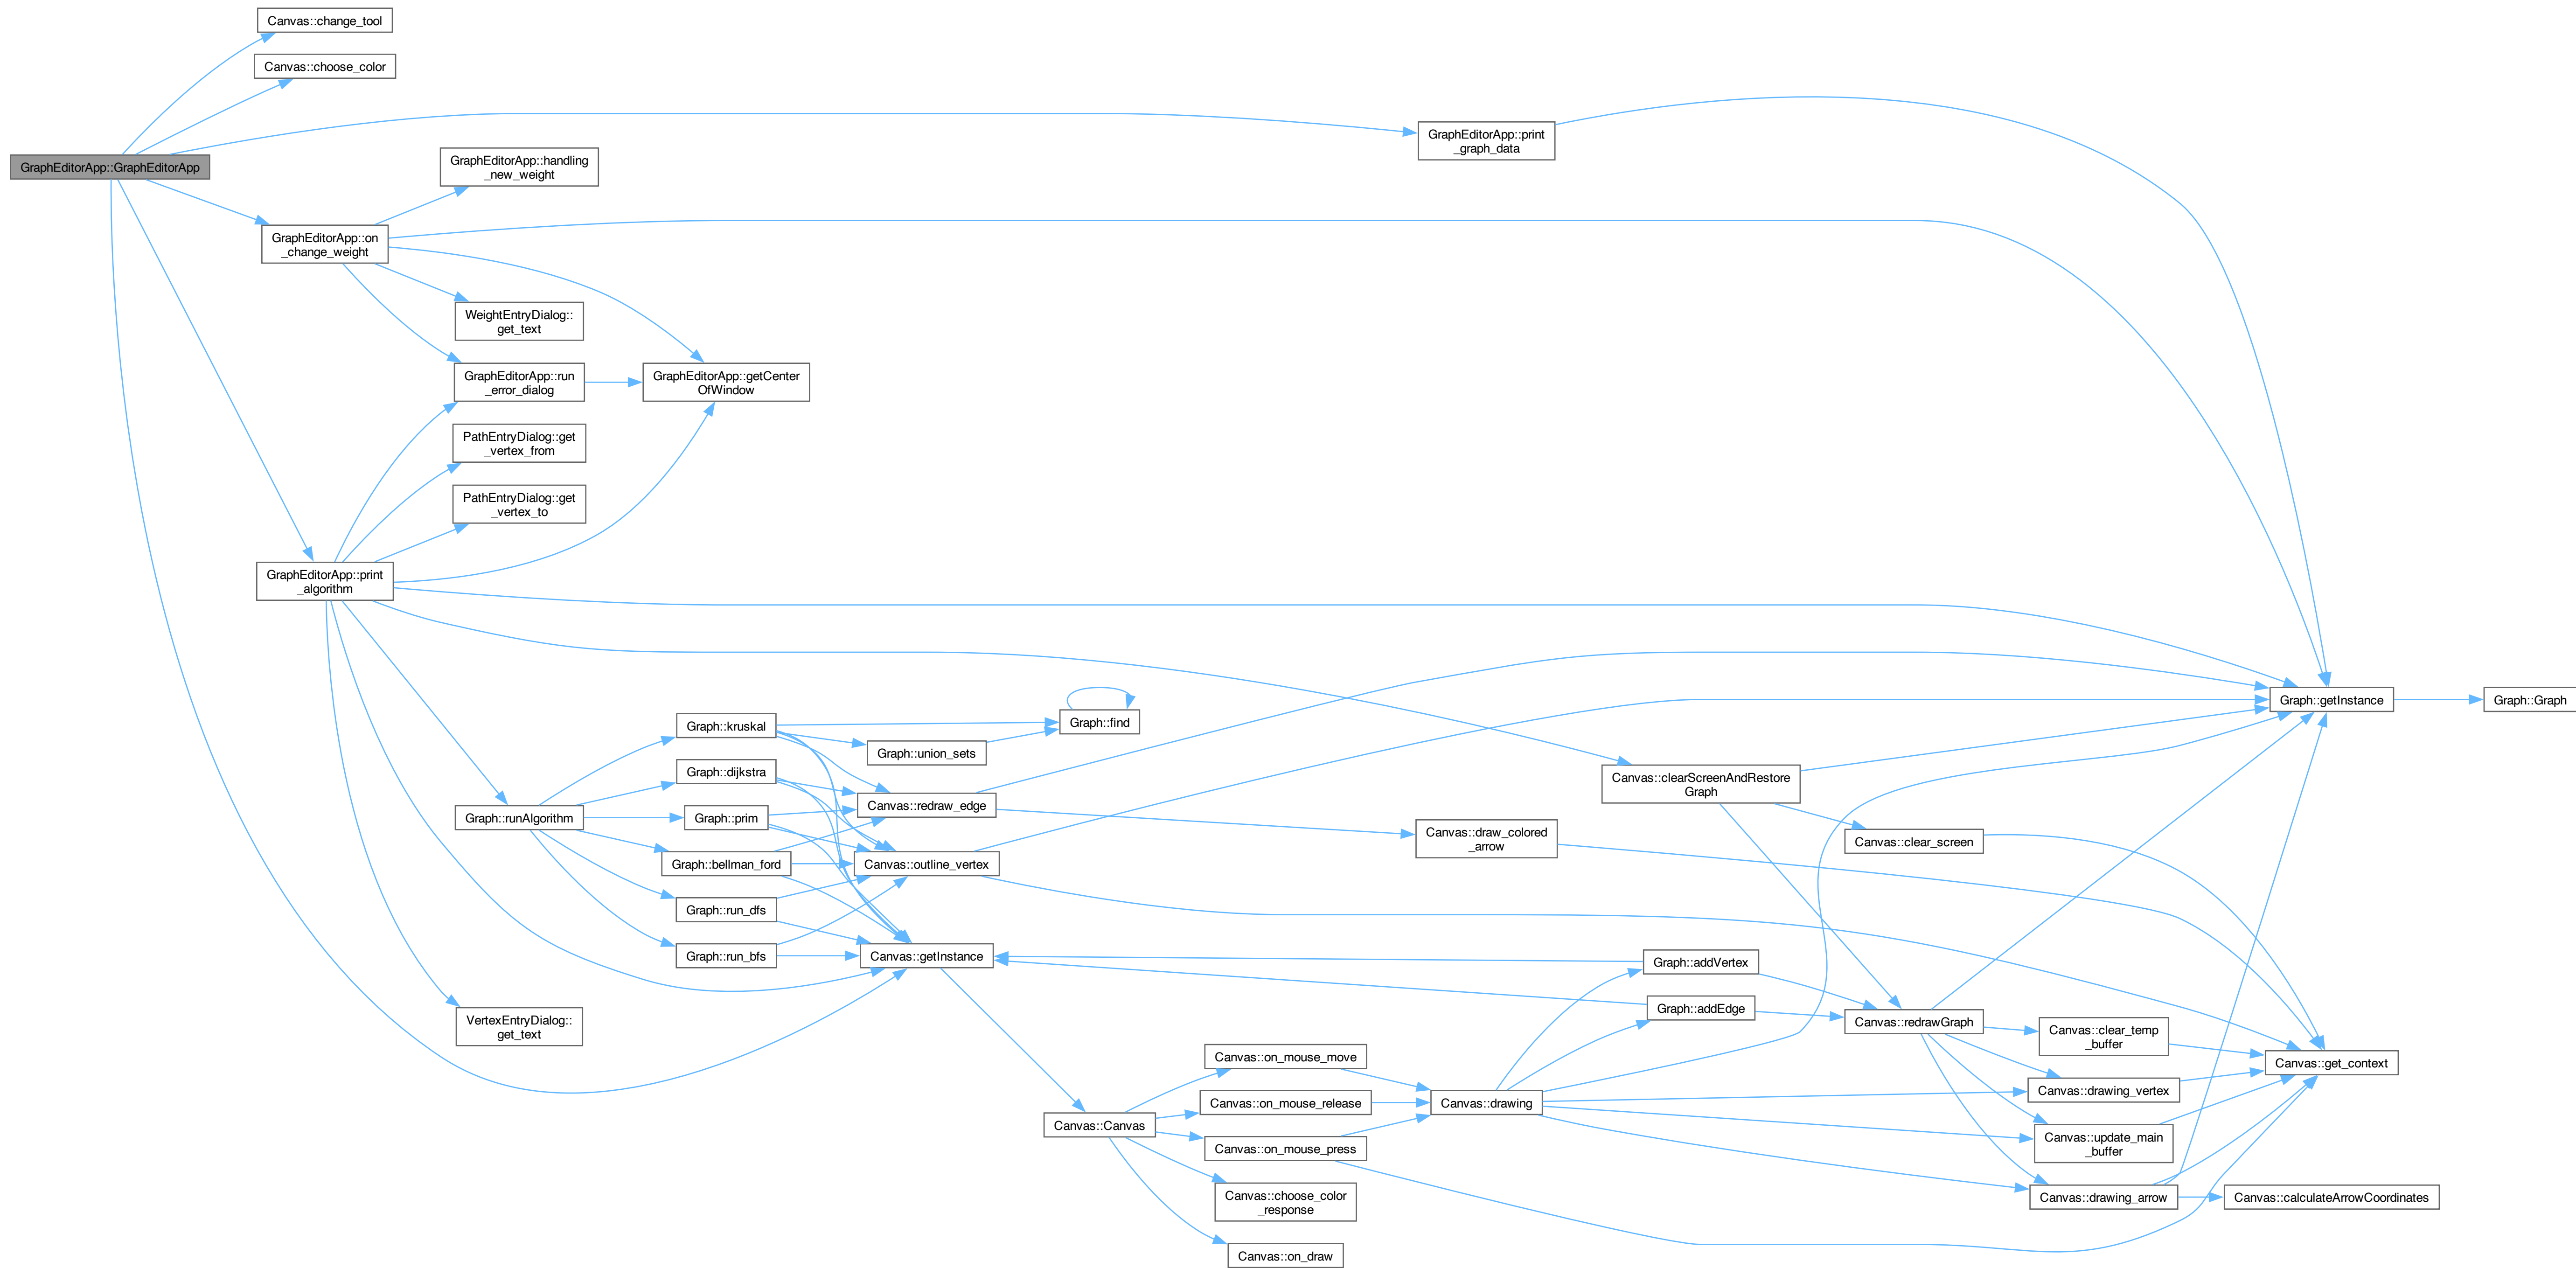 Canvas::change_tool
Canvas::choose_color
GraphEditorApp::print
_graph_data
GraphEditorApp::GraphEditorApp
GraphEditorApp::handling
_new_weight
GraphEditorApp::on
_change_weight
WeightEntryDialog::
get_text
GraphEditorApp::run
_error_dialog
GraphEditorApp::getCenter
OfWindow
PathEntryDialog::get
_vertex_from
PathEntryDialog::get
_vertex_to
GraphEditorApp::print
_algorithm
Graph::getInstance
Graph::Graph
Graph::kruskal
Graph::find
Graph::union_sets
Graph::dijkstra
Canvas::clearScreenAndRestore
Graph
Canvas::redraw_edge
Graph::runAlgorithm
Graph::prim
Canvas::draw_colored
_arrow
Canvas::clear_screen
Graph::bellman_ford
Canvas::outline_vertex
Graph::run_dfs
Graph::run_bfs
Canvas::getInstance
Graph::addVertex
Graph::addEdge
Canvas::redrawGraph
VertexEntryDialog::
get_text
Canvas::clear_temp
_buffer
Canvas::on_mouse_move
Canvas::get_context
Canvas::drawing_vertex
Canvas::on_mouse_release
Canvas::drawing
Canvas::Canvas
Canvas::update_main
_buffer
Canvas::on_mouse_press
Canvas::choose_color
_response
Canvas::drawing_arrow
Canvas::calculateArrowCoordinates
Canvas::on_draw